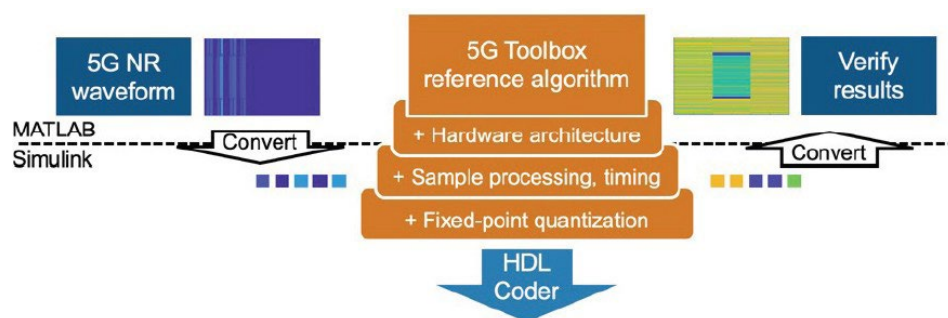 5G NR
waveform
5G Toolbox
reference algorithm
Verify
results
+ Hardware architecture
MATLAB
Simulink
Convert
Convert
+ Sample processing, timing
+ Fixed-point quantization
HDL
Coder